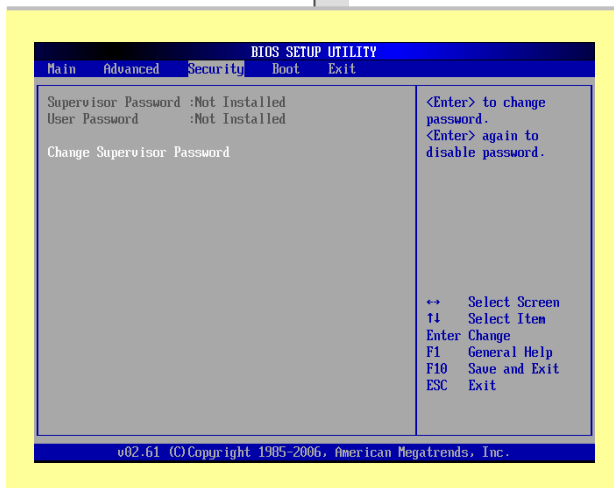 BIOS SETUP UTILITY
Main Advanced Security Boot Exit
Supervisor Password :Not Installed
User Password :Not Installed
Change Supervisor Password
<Enter> to change
password.
<Enter> again to
disable password.
↔ Select Screen
↑↓ Select Item
Enter Change
F1 General Help
F10 Save and Exit
ESC Exit
v02.61 (C)Copyright 1985-2006, American Megatrends, Inc.